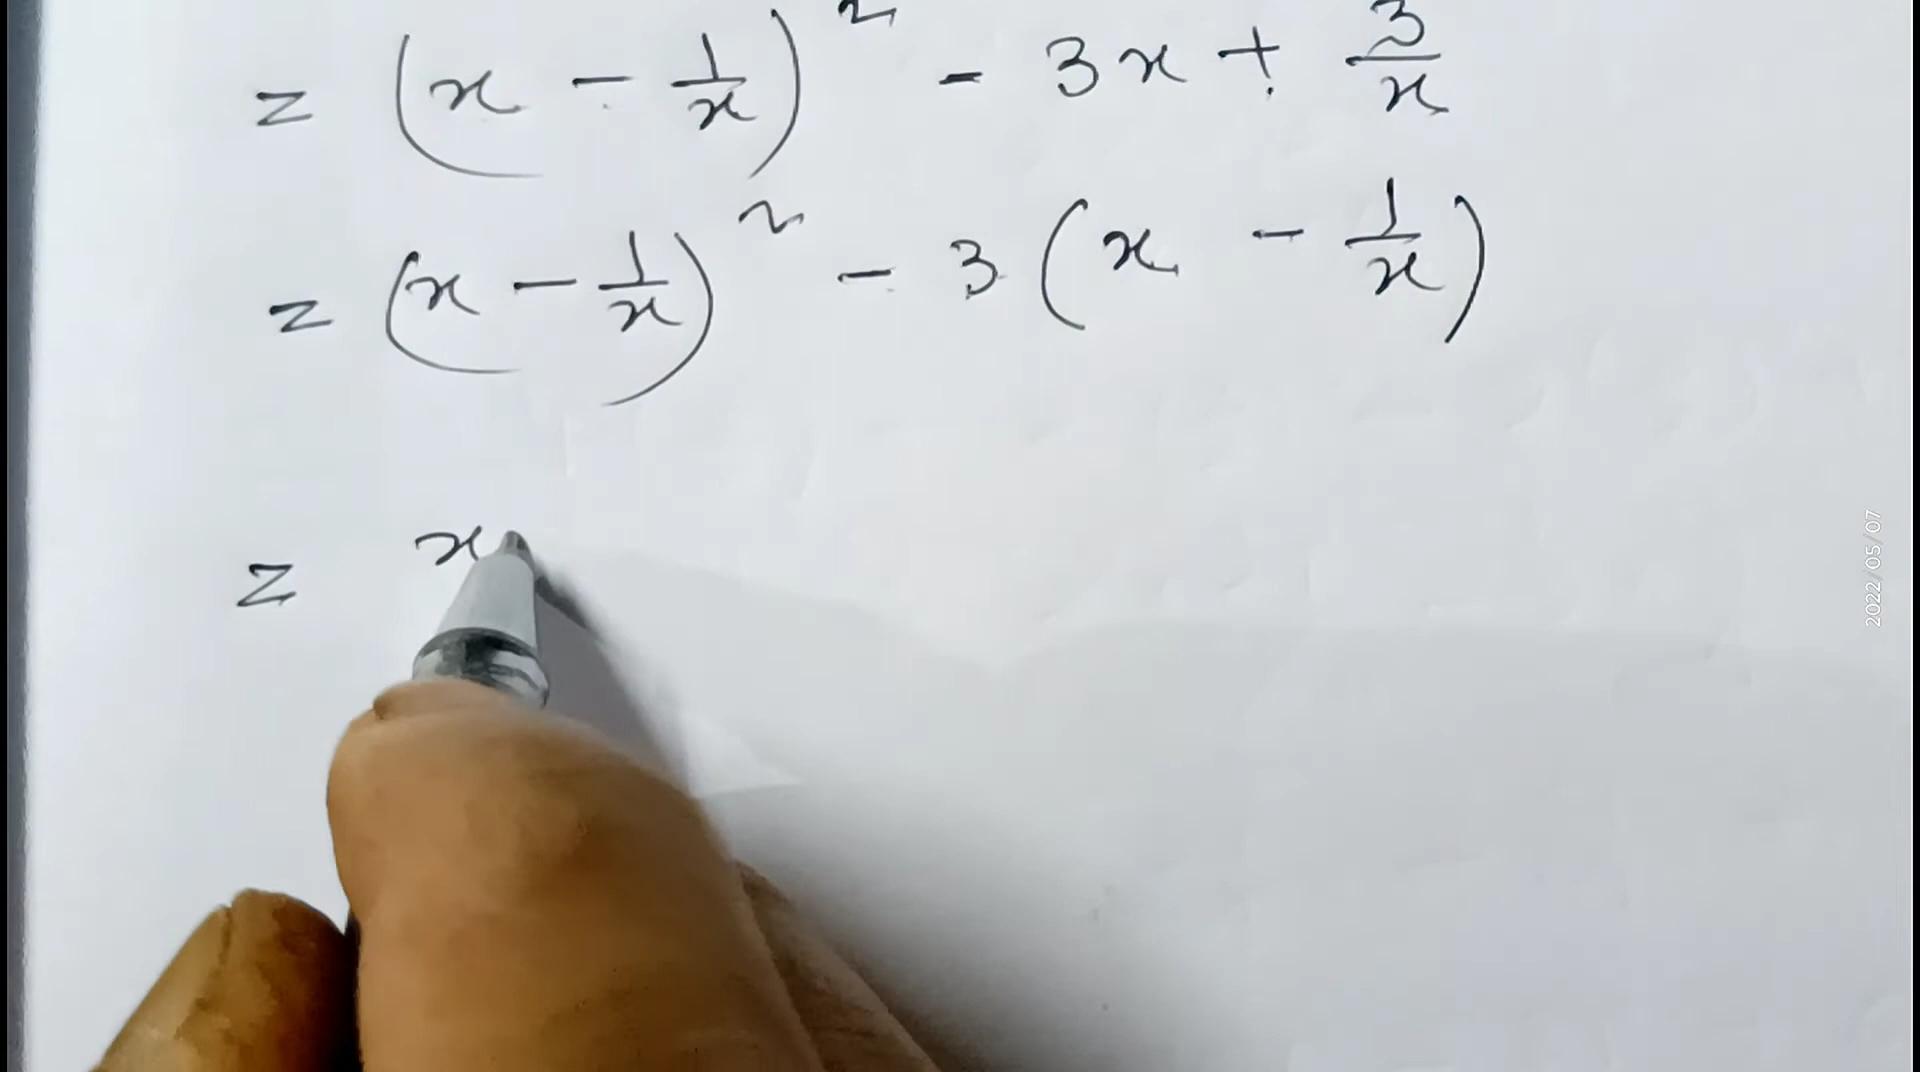 = (x - 1/x)² - 3x + 3/x
= (x - 1/x)² - 3(x - 1/x)
= x
2022/05/07